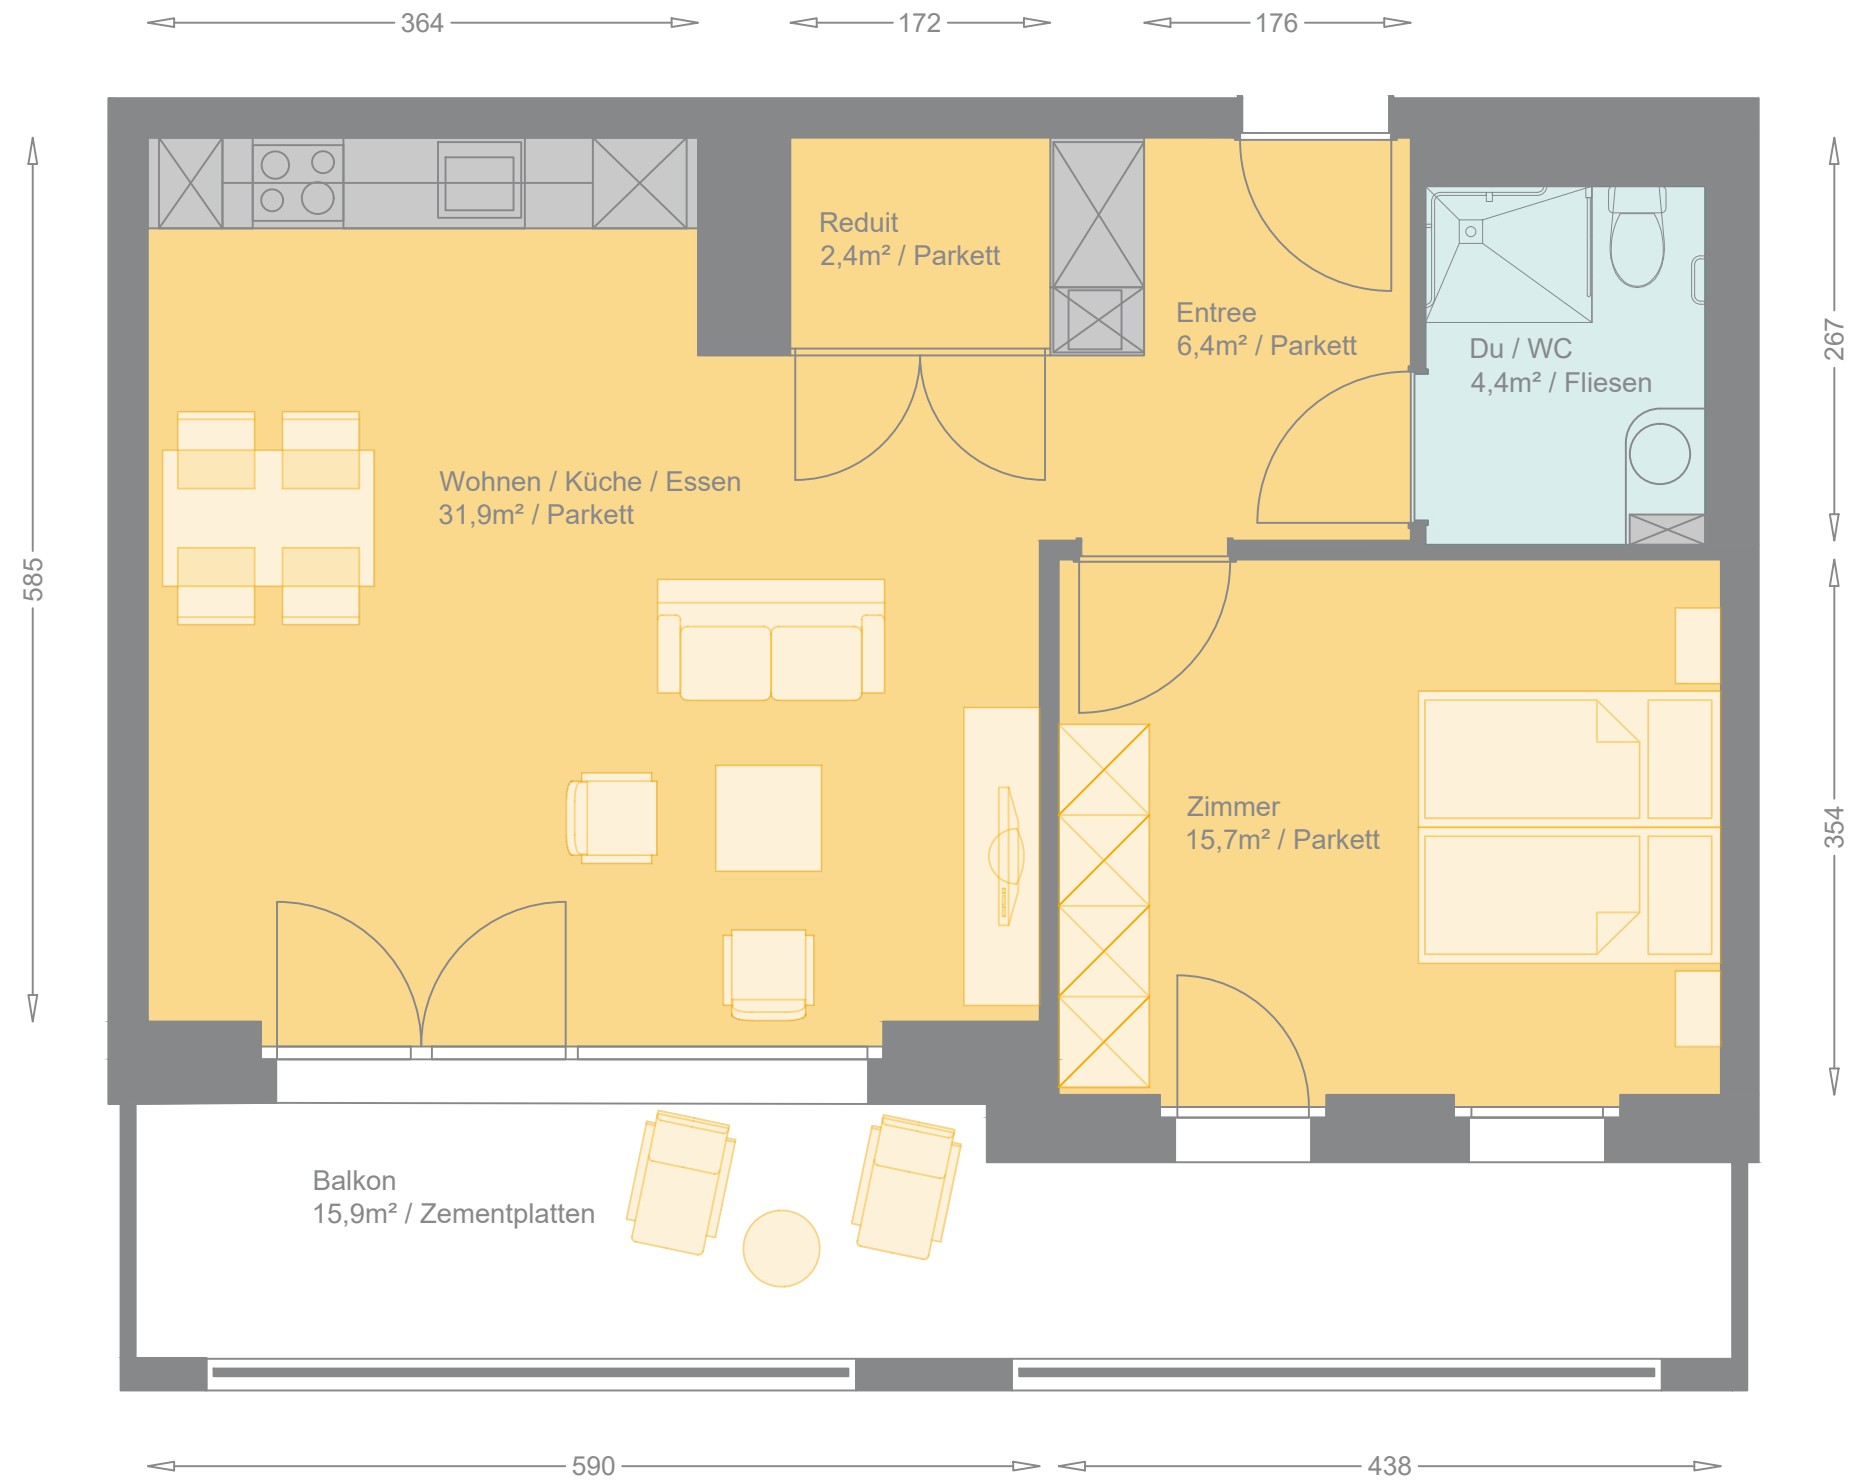 364
172
176
Reduit
2,4m² / Parkett
Entree
6,4m² / Parkett
Du / WC
4,4m² / Fliesen
267
Wohnen / Küche / Essen
31,9m² / Parkett
585
Zimmer
15,7m² / Parkett
354
Balkon
15,9m² / Zementplatten
590
438